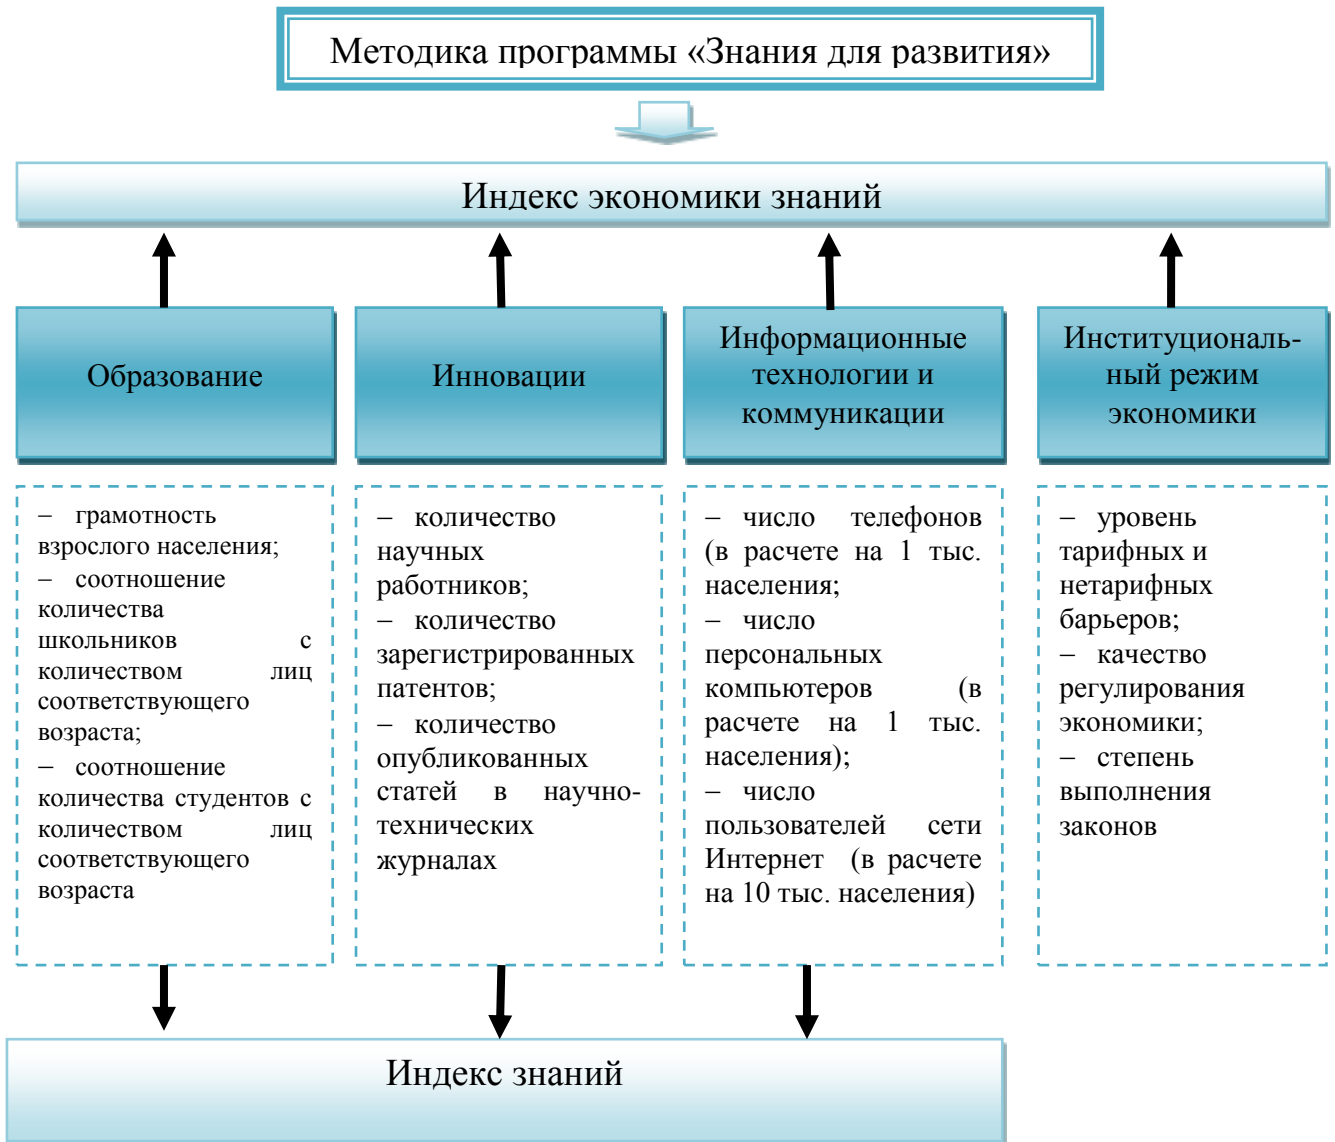 Методика программы «Знания для развития»
Индекс экономики знаний
Образование
Инновации
Информационные
технологии и
коммуникации
Институциональ-
ный режим
экономики
– грамотность
взрослого населения;
– соотношение
количества
школьников с
количеством лиц
соответствующего
возраста;
– соотношение
количества студентов с
количеством лиц
соответствующего
возраста
– количество
научных
работников;
– количество
зарегистрированных
патентов;
– количество
опубликованных
статей в научно-
технических
журналах
– число телефонов
(в расчете на 1 тыс.
населения;
– число
персональных
компьютеров (в
расчете на 1 тыс.
населения);
– число
пользователей сети
Интернет (в расчете
на 10 тыс. населения)
– уровень
тарифных и
нетарифных
барьеров;
– качество
регулирования
экономики;
– степень
выполнения
законов
Индекс знаний